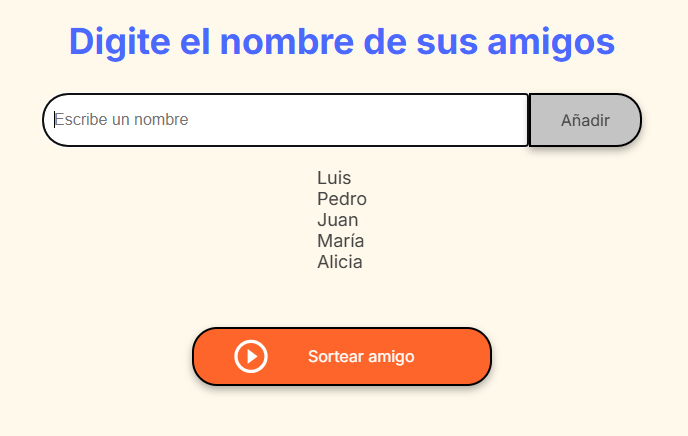 Digite el nombre de sus amigos
Escribe un nombre
Añadir
Luis
Pedro
Juan
María
Alicia
Sortear amigo